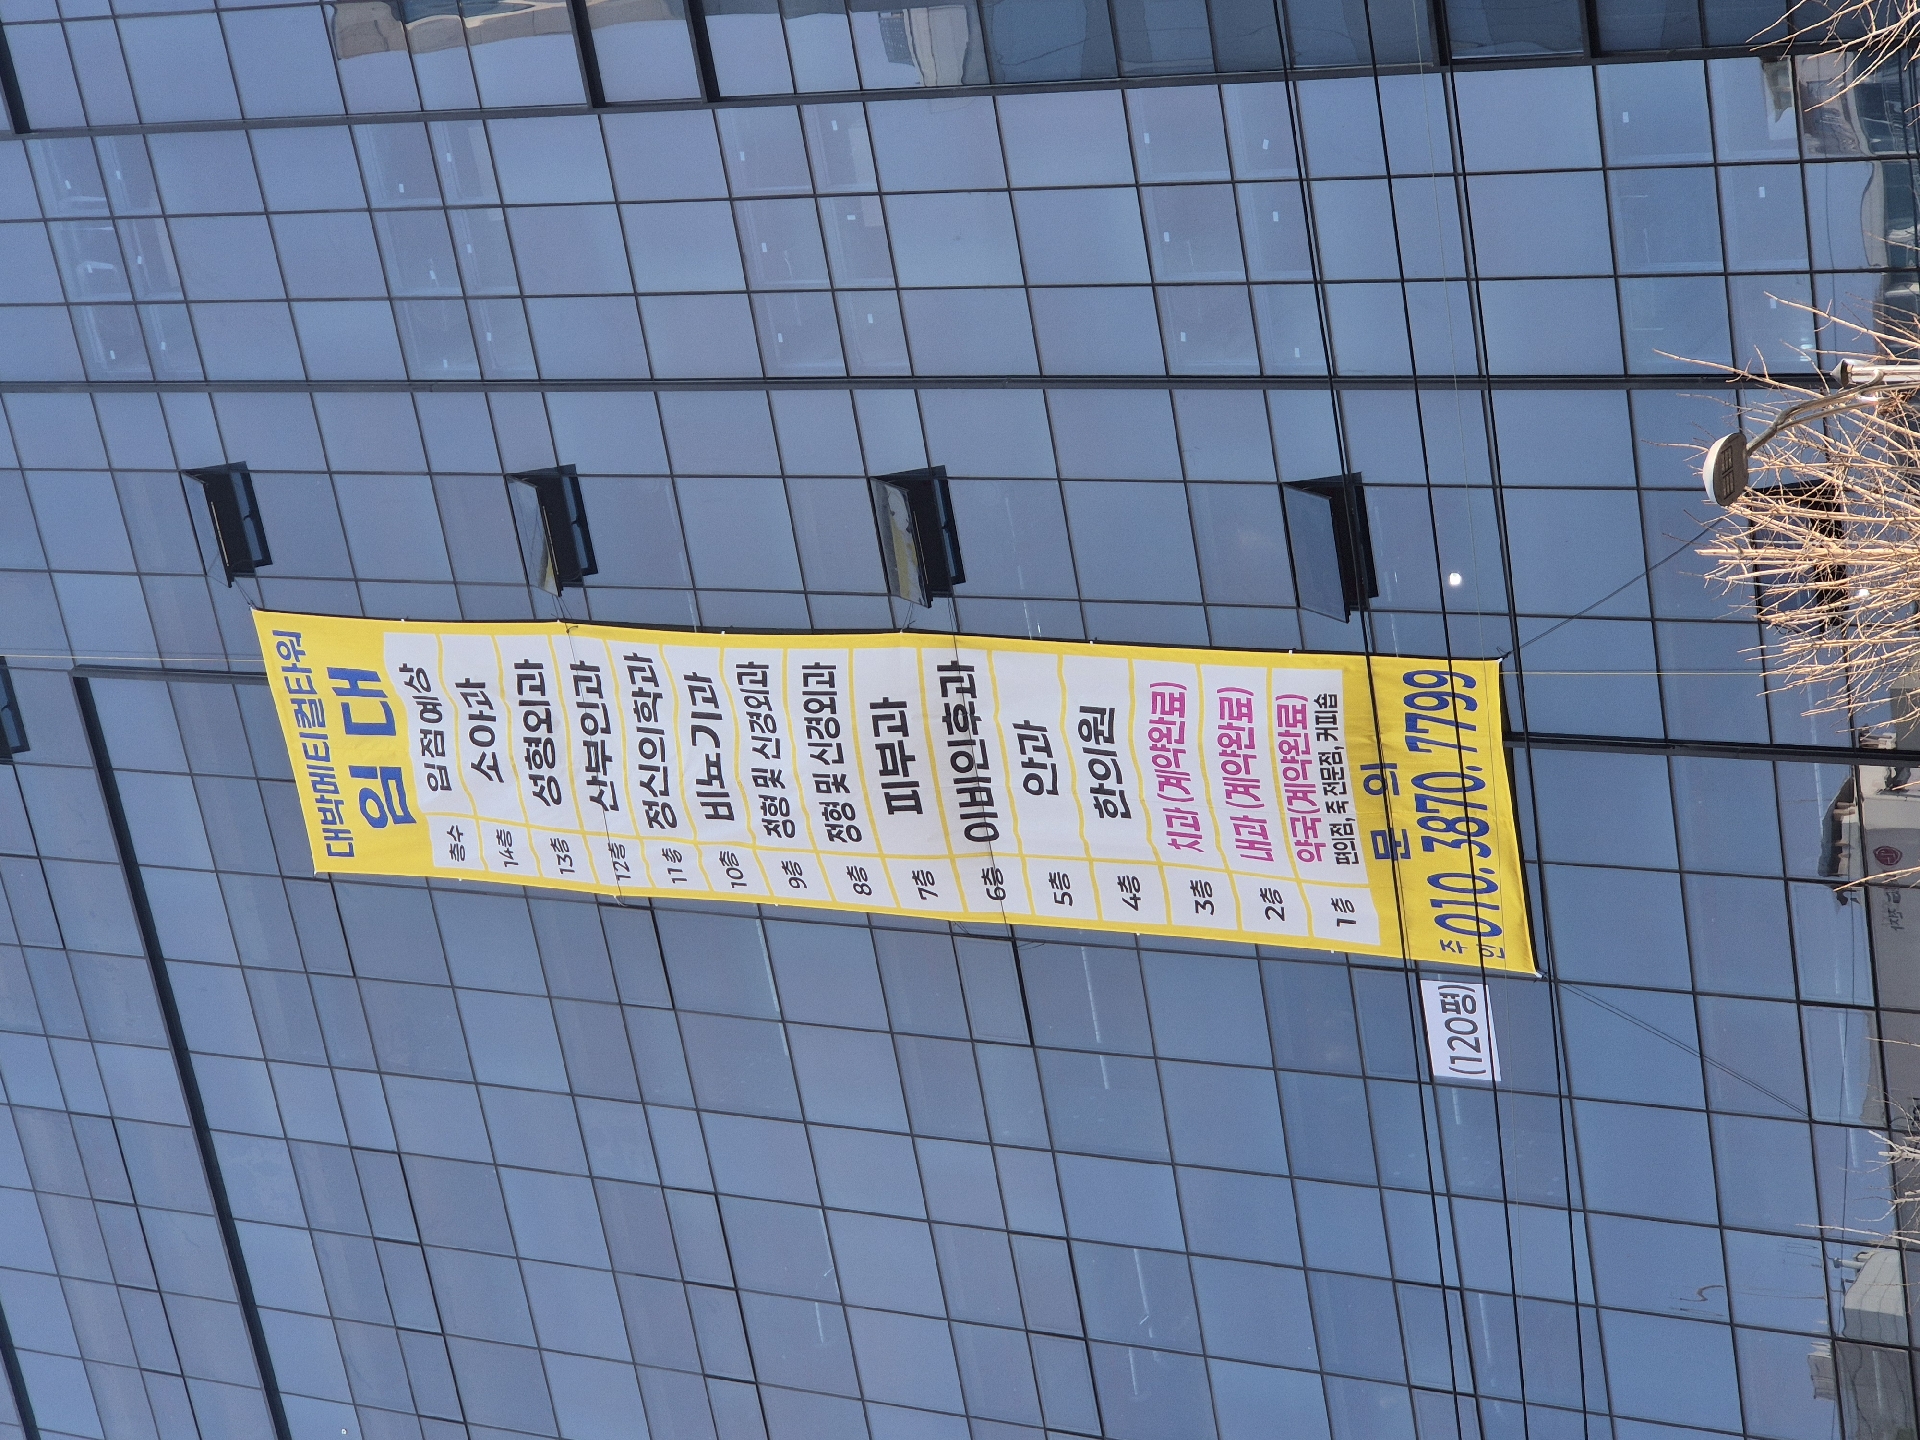 대박메티컬타워
임대
층수 입점예상
14층 소아과
13층 성형외과
12층 산부인과
11층 정신의학과
10층 비뇨기과
9층 정형 및 신경외과
8층 정형 및 신경외과
7층 피부과
6층 이비인후과
5층 안과
4층 한의원
3층 치과 (계약완료)
2층 내과 (계약완료)
1층 약국(계약완료)
편의점, 죽 전문점, 커피숍
문의
주인 010.3870.7799
(120평)